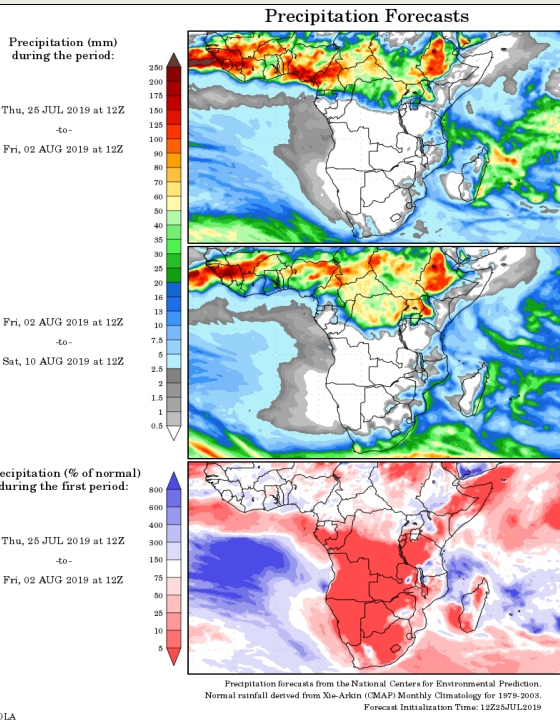 Precipitation Forecasts
Precipitation (mm)
during the period:
250
200
175
150
125
100
90
80
70
60
50
40
35
30
25
20
16
13
10
7.5
5
2.5
2
1.5
1
0.5
Thu, 25 JUL 2019 at 12Z
-to-
Fri, 02 AUG 2019 at 12Z
Fri, 02 AUG 2019 at 12Z
-to-
Sat, 10 AUG 2019 at 12Z
ecipitation (% of normal)
during the first period:
800
600
400
300
150
75
50
25
10
5
Thu, 25 JUL 2019 at 12Z
-to-
Fri, 02 AUG 2019 at 12Z
Precipitation forecasts from the National Centers for Environmental Prediction.
Normal rainfall derived from Xie-Arkin (CMAP) Monthly Climatology for 1979-2003.
Forecast Initialization Time: 12Z25JUL2019
OLA